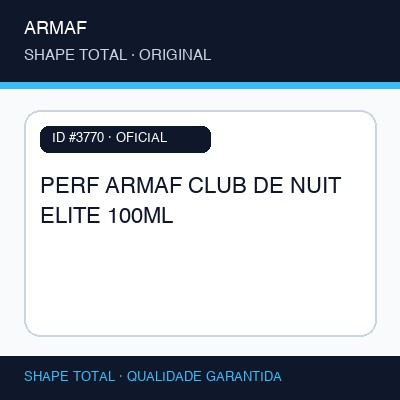 ARMAF
SHAPE TOTAL · ORIGINAL
ID #3770 · OFICIAL
PERF ARMAF CLUB DE NUIT
ELITE 100ML
SHAPE TOTAL · QUALIDADE GARANTIDA